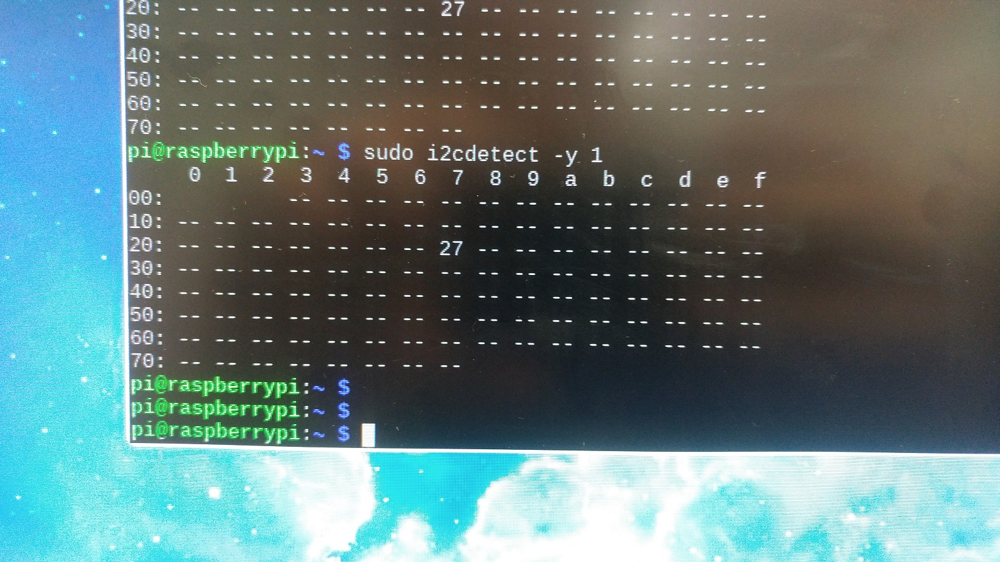 20: -- -- -- -- -- -- -- 27 -- -- -- -- -- -- -- --
30: -- -- -- -- -- -- -- -- -- -- -- -- -- -- -- --
40: -- -- -- -- -- -- -- -- -- -- -- -- -- -- -- --
50: -- -- -- -- -- -- -- -- -- -- -- -- -- -- -- --
60: -- -- -- -- -- -- -- -- -- -- -- -- -- -- -- --
70: -- -- -- -- -- -- -- --
pi@raspberrypi:~ $ sudo i2cdetect -y 1
     0  1  2  3  4  5  6  7  8  9  a  b  c  d  e  f
00:          -- -- -- -- -- -- -- -- -- -- -- -- --
10: -- -- -- -- -- -- -- -- -- -- -- -- -- -- -- --
20: -- -- -- -- -- -- -- 27 -- -- -- -- -- -- -- --
30: -- -- -- -- -- -- -- -- -- -- -- -- -- -- -- --
40: -- -- -- -- -- -- -- -- -- -- -- -- -- -- -- --
50: -- -- -- -- -- -- -- -- -- -- -- -- -- -- -- --
60: -- -- -- -- -- -- -- -- -- -- -- -- -- -- -- --
70: -- -- -- -- -- -- -- --
pi@raspberrypi:~ $
pi@raspberrypi:~ $
pi@raspberrypi:~ $